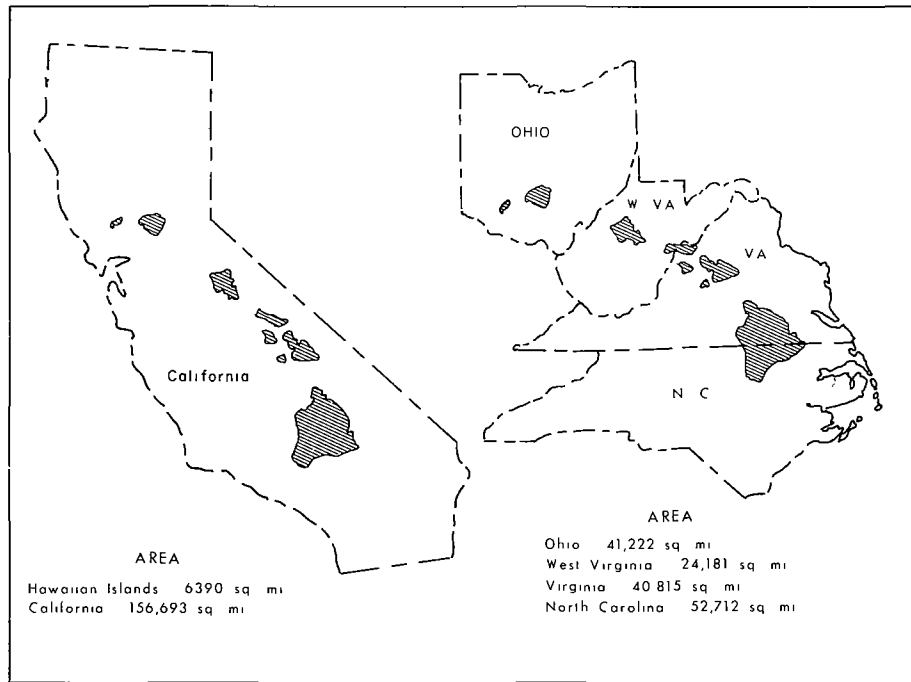 California
AREA
Hawaiian Islands 6390 sq mi
California 156,693 sq mi
OHIO
W VA
VA
N C
AREA
Ohio 41,222 sq mi
West Virginia 24,181 sq mi
Virginia 40 815 sq mi
North Carolina 52,712 sq mi